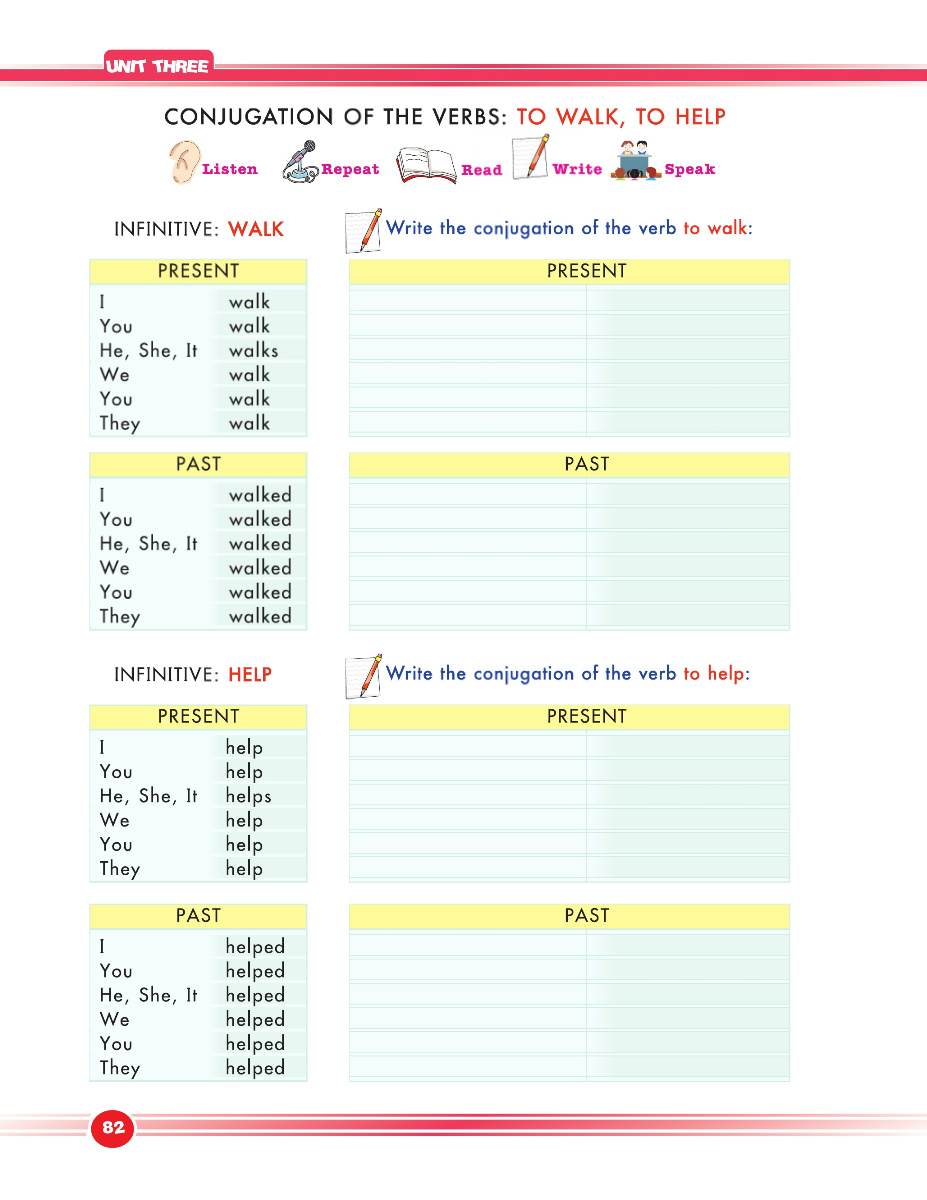 UNIT THREE
CONJUGATION OF THE VERBS: TO WALK, TO HELP
Listen Repeat Read Write Speak
INFINITIVE: WALK
PRESENT
I walk
You walk
He, She, It walks
We walk
You walk
They walk
PAST
I walked
You walked
He, She, It walked
We walked
You walked
They walked
Write the conjugation of the verb to walk:
PRESENT
PAST
INFINITIVE: HELP
PRESENT
I help
You help
He, She, It helps
We help
You help
They help
PAST
I helped
You helped
He, She, It helped
We helped
You helped
They helped
Write the conjugation of the verb to help:
PRESENT
PAST
82